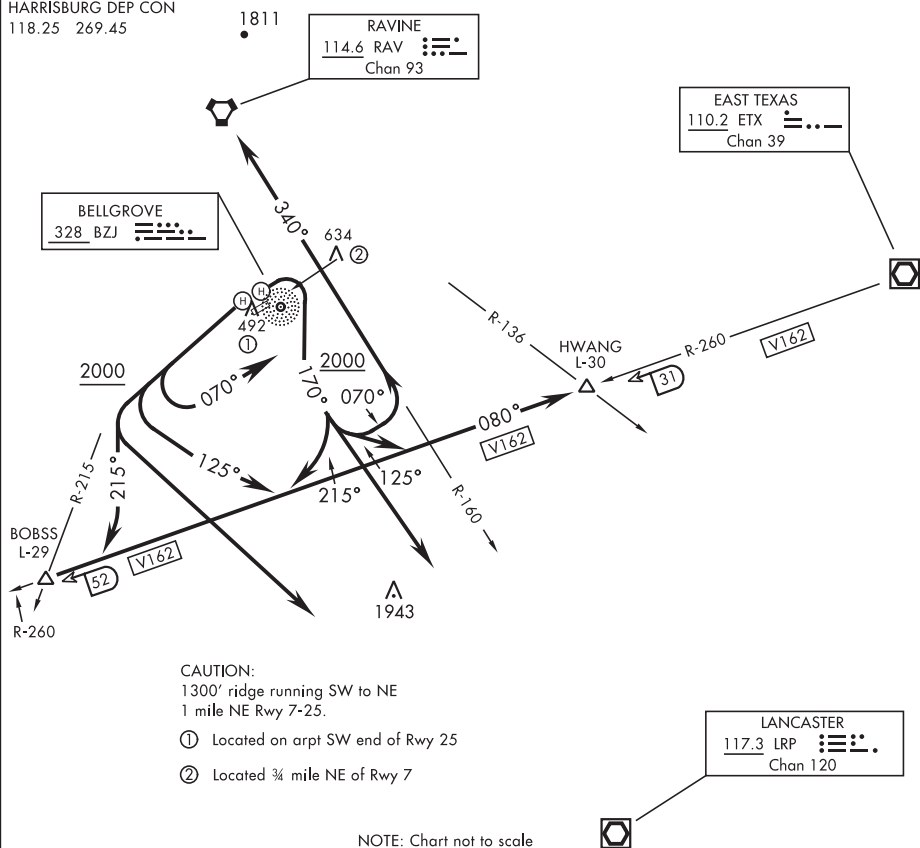 HARRISBURG DEP CON
118.25 269.45
1811
RAVINE
114.6 RAV
Chan 93
EAST TEXAS
110.2 ETX
Chan 39
BELLGROVE
328 BZJ
340°
634
②
H
H
492
①
R-136
HWANG
L-30
R-260
V162
31
2000
070°
170°
2000
070°
080°
V162
R-215
215°
125°
215°
125°
R-160
BOBSS
L-29
V162
52
R-260
1943
CAUTION:
1300' ridge running SW to NE
1 mile NE Rwy 7-25.
① Located on arpt SW end of Rwy 25
② Located ¾ mile NE of Rwy 7
LANCASTER
117.3 LRP
Chan 120
NOTE: Chart not to scale